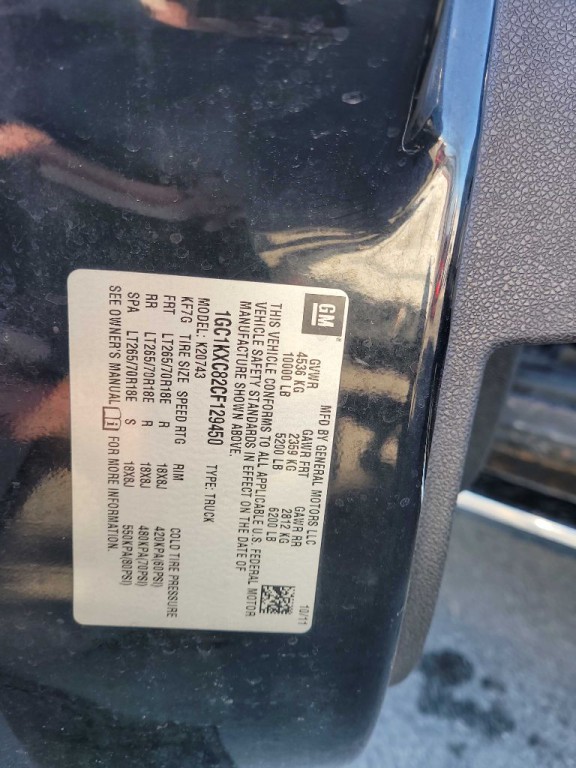 GM
MFD BY GENERAL MOTORS LLC 10/11
GVWR GAWR FRT GAWR RR
4536 KG 2359 KG 2812 KG
10000 LB 5200 LB 6200 LB
THIS VEHICLE CONFORMS TO ALL APPLICABLE U.S. FEDERAL MOTOR
VEHICLE SAFETY STANDARDS IN EFFECT ON THE DATE OF
MANUFACTURE SHOWN ABOVE.
1GC1KXC82CF129450
MODEL: K20743 TYPE: TRUCK
KF7G TIRE SIZE SPEED RTG RIM COLD TIRE PRESSURE
FRT LT265/70R18E R 18X8J 420KPA(60PSI)
RR LT265/70R18E R 18X8J 480KPA(70PSI)
SPA LT265/70R18E S 18X8J 550KPA(80PSI)
SEE OWNER'S MANUAL i FOR MORE INFORMATION.